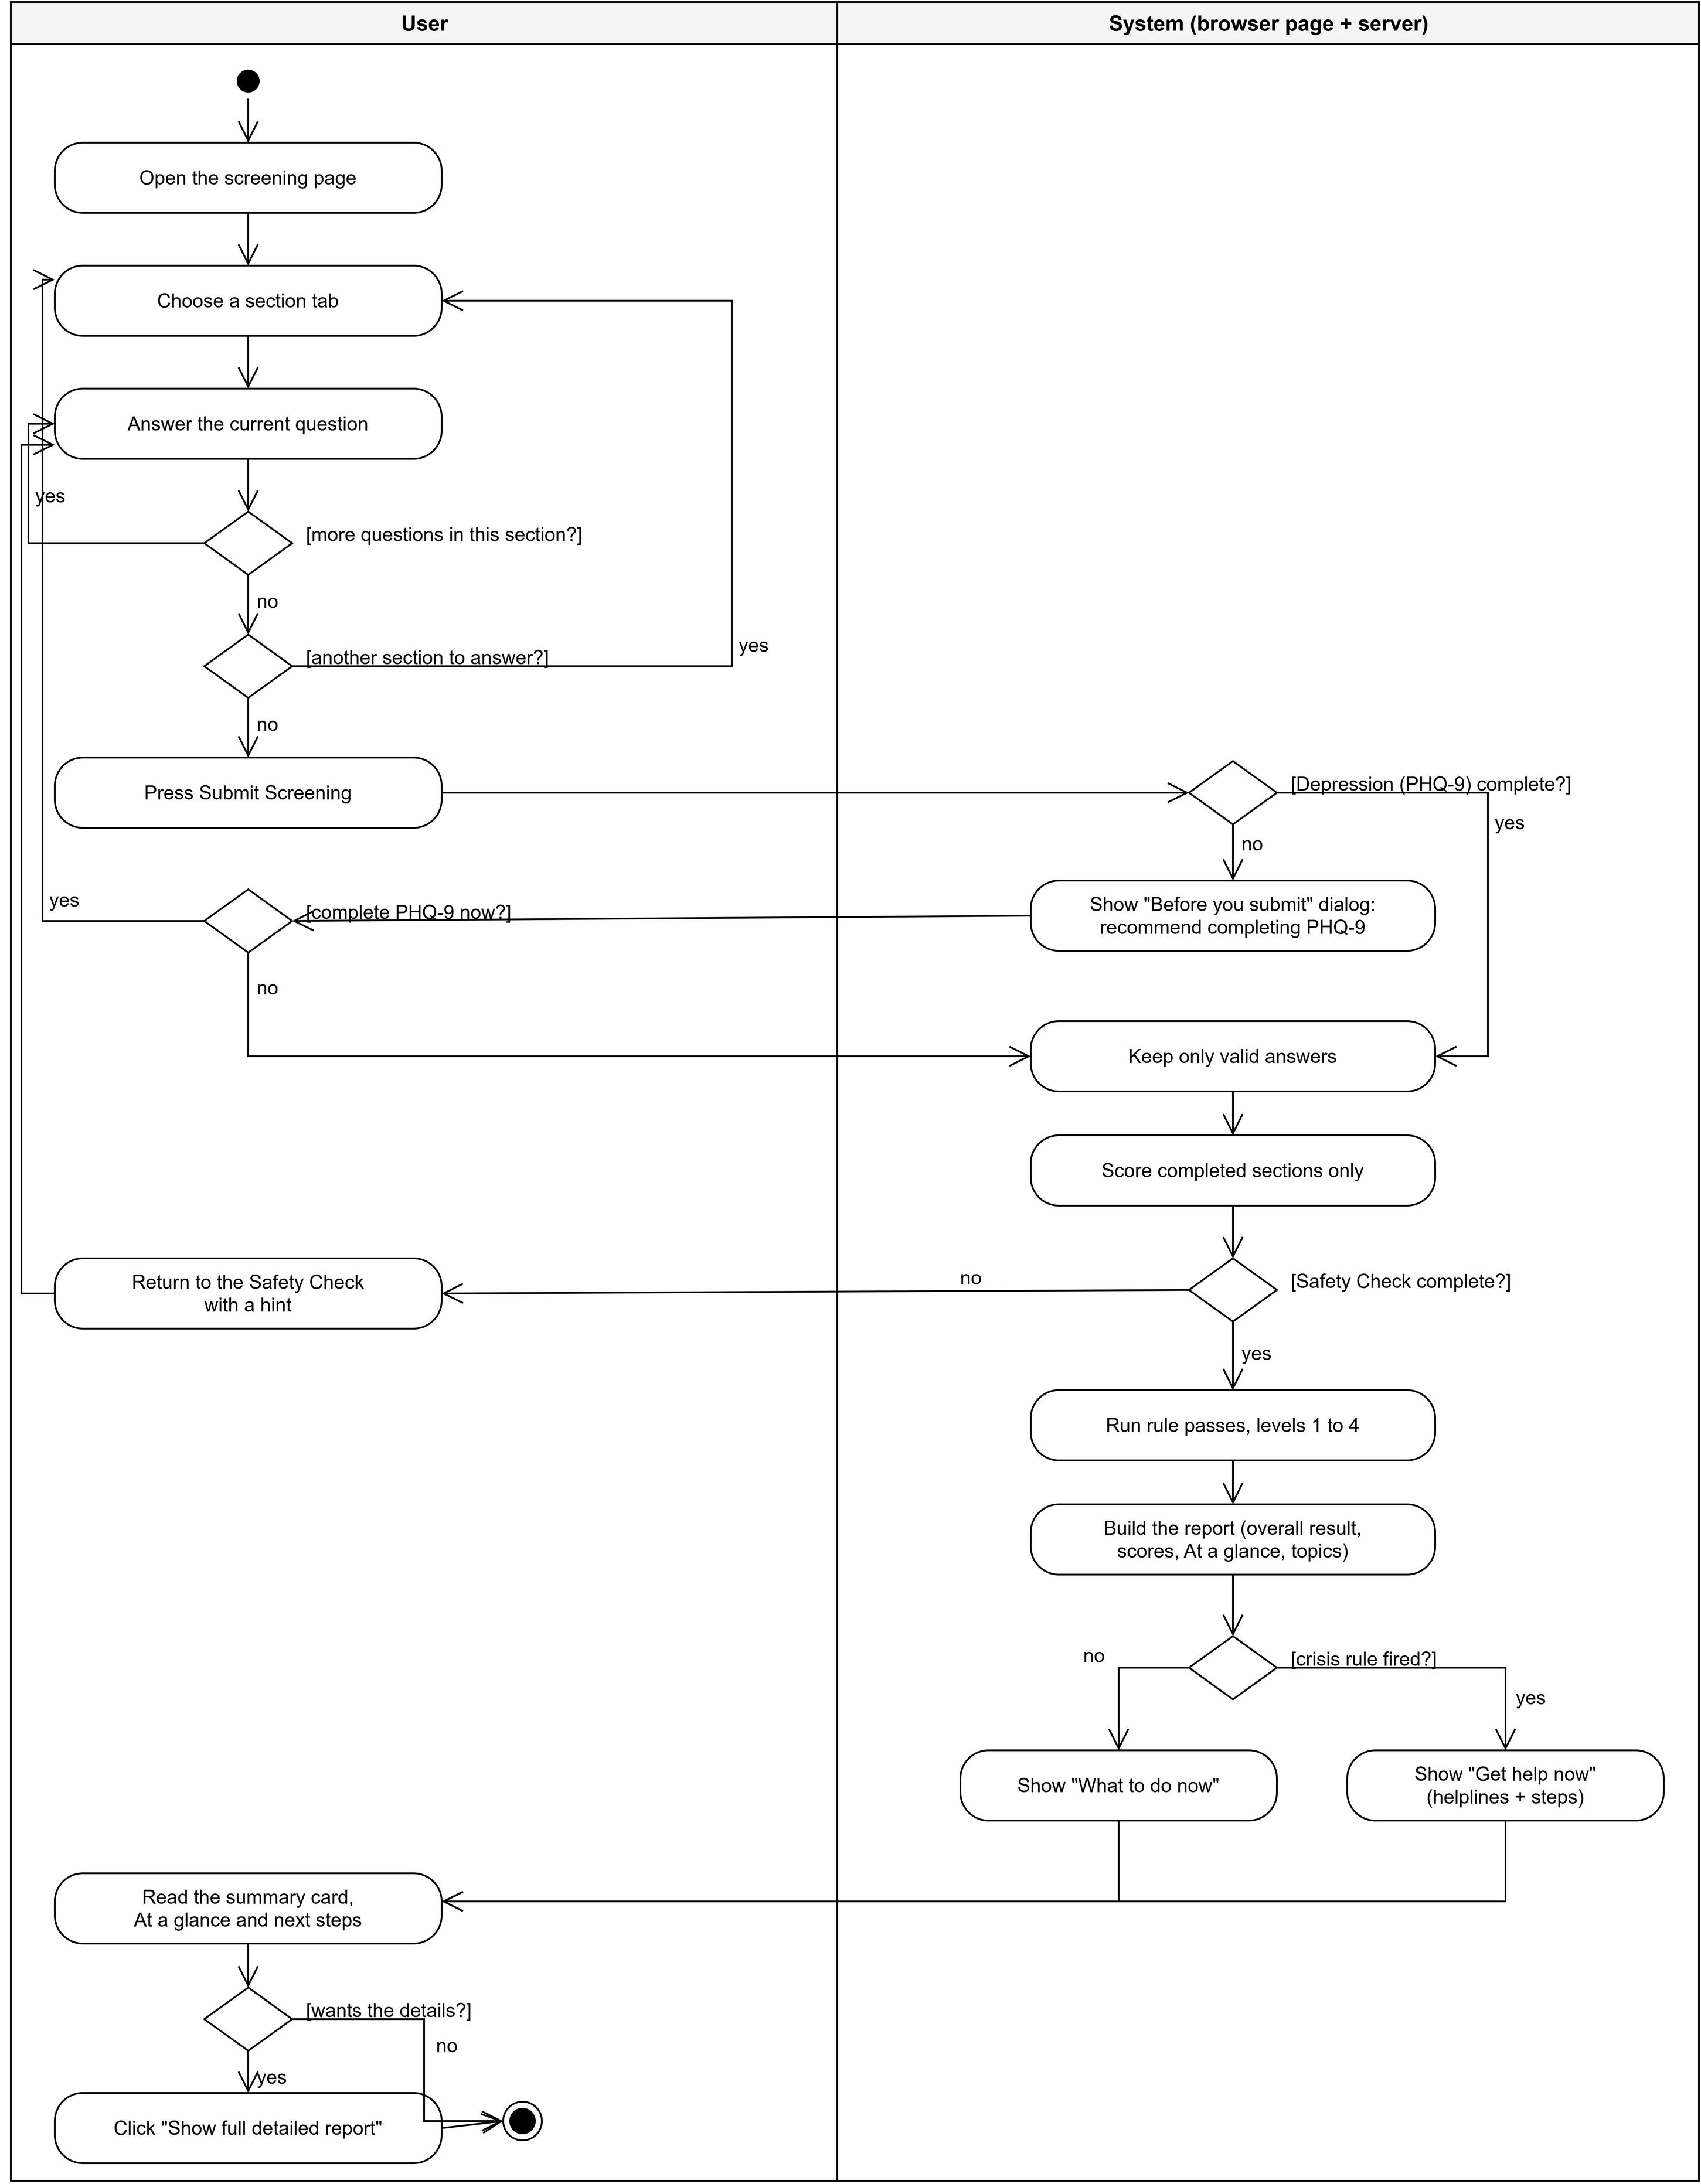 User
System (browser page + server)
Open the screening page
Choose a section tab
Answer the current question
yes
[more questions in this section?]
no
[another section to answer?]
yes
no
Press Submit Screening
[Depression (PHQ-9) complete?]
yes
no
Show "Before you submit" dialog:
recommend completing PHQ-9
[complete PHQ-9 now?]
yes
no
Keep only valid answers
Score completed sections only
[Safety Check complete?]
no
Return to the Safety Check
with a hint
yes
Run rule passes, levels 1 to 4
Build the report (overall result,
scores, At a glance, topics)
[crisis rule fired?]
no
yes
Show "What to do now"
Show "Get help now"
(helplines + steps)
Read the summary card,
At a glance and next steps
[wants the details?]
no
yes
Click "Show full detailed report"